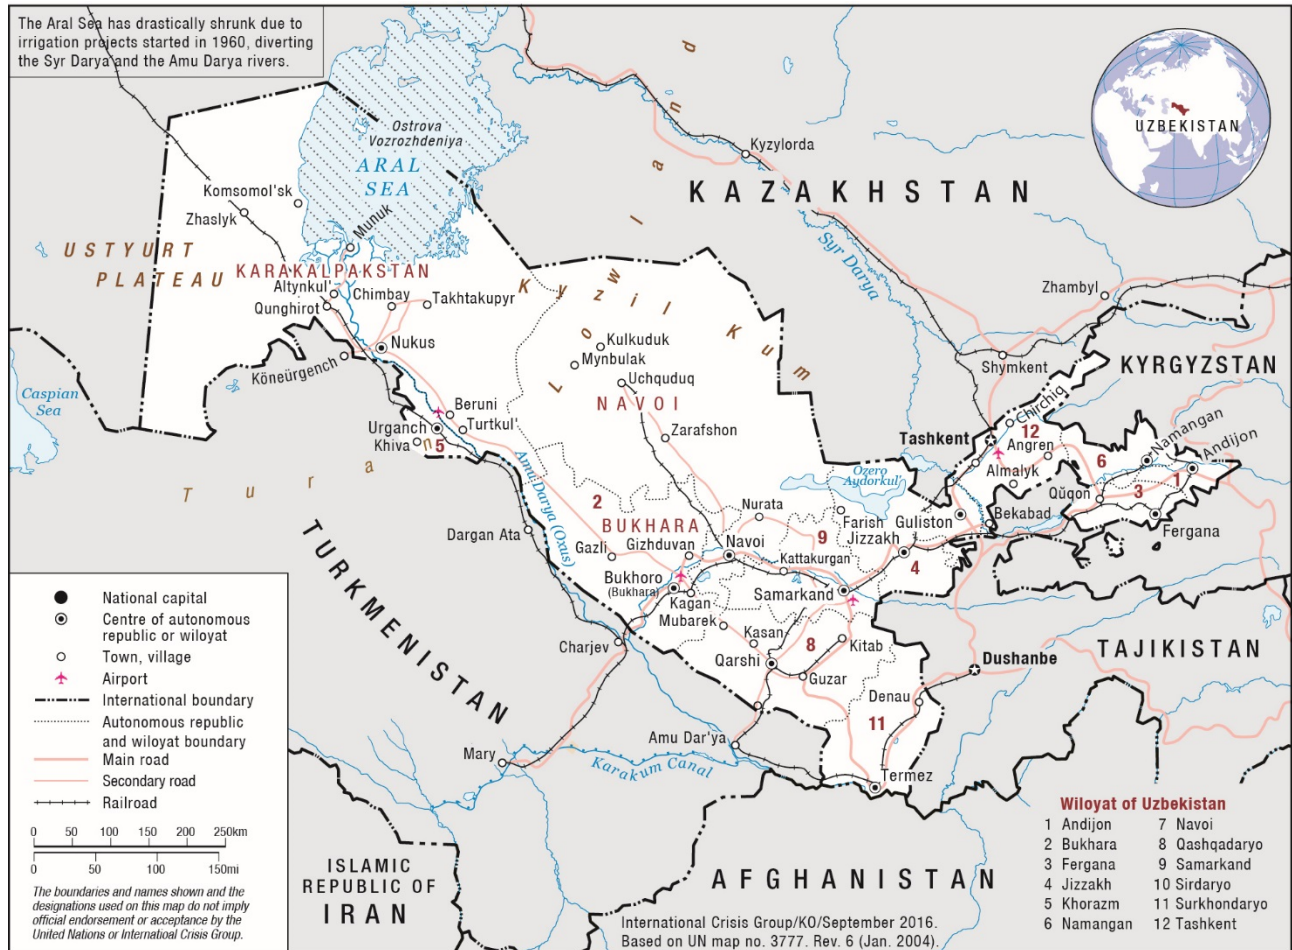 The Aral Sea has drastically shrunk due to
irrigation projects started in 1960, diverting
the Syr Darya and the Amu Darya rivers.
UZBEKISTAN
Ostrova
Vozrozhdeniya
ARAL
SEA
Kyzylorda
KAZAKHSTAN
Komsomol'sk
Zhaslyk
Munuk
USTYURT
PLATEAU
KARAKALPAKSTAN
Syr Darya
Altynkul'
Chimbay
Takhtakupyr
Qunghirot
Kyzil Kum
Turan
Lowland
Zhambyl
Nukus
Köneürgench
Kulkuduk
Mynbulak
Uchquduq
Shymkent
KYRGYZSTAN
Caspian
Sea
NAVOI
Beruni
Urganch
Turtkul'
Khiva
5
Zarafshon
Tashkent
Chirchiq
12
Angren
Almalyk
Namangan
6
Andijon
1
3
Qŭqon
Fergana
Amu Darya (Oxus)
Ozero
Aydorkul'
2
BUKHARA
Nurata
Farish
Guliston
Bekabad
Jizzakh
9
4
Dargan Ata
Gazli
Gizhduvan
Navoi
Kattakurgan
TURKMENISTAN
Bukhoro
(Bukhara)
Kagan
Samarkand
Mubarek
Kasan
8
Kitab
Charjev
Qarshi
Guzar
Dushanbe
TAJIKISTAN
Denau
11
Amu Dar'ya
Mary
Karakum Canal
Termez
National capital
Centre of autonomous
republic or wiloyat
Town, village
Airport
International boundary
Autonomous republic
and wiloyat boundary
Main road
Secondary road
Railroad
0 50 100 150 200 250km
0 50 100 150mi
The boundaries and names shown and the
designations used on this map do not imply
official endorsement or acceptance by the
United Nations or Internatioal Crisis Group.
ISLAMIC
REPUBLIC OF
IRAN
AFGHANISTAN
International Crisis Group/KO/September 2016.
Based on UN map no. 3777. Rev. 6 (Jan. 2004).
Wiloyat of Uzbekistan
1 Andijon
2 Bukhara
3 Fergana
4 Jizzakh
5 Khorazm
6 Namangan
7 Navoi
8 Qashqadaryo
9 Samarkand
10 Sirdaryo
11 Surkhondaryo
12 Tashkent